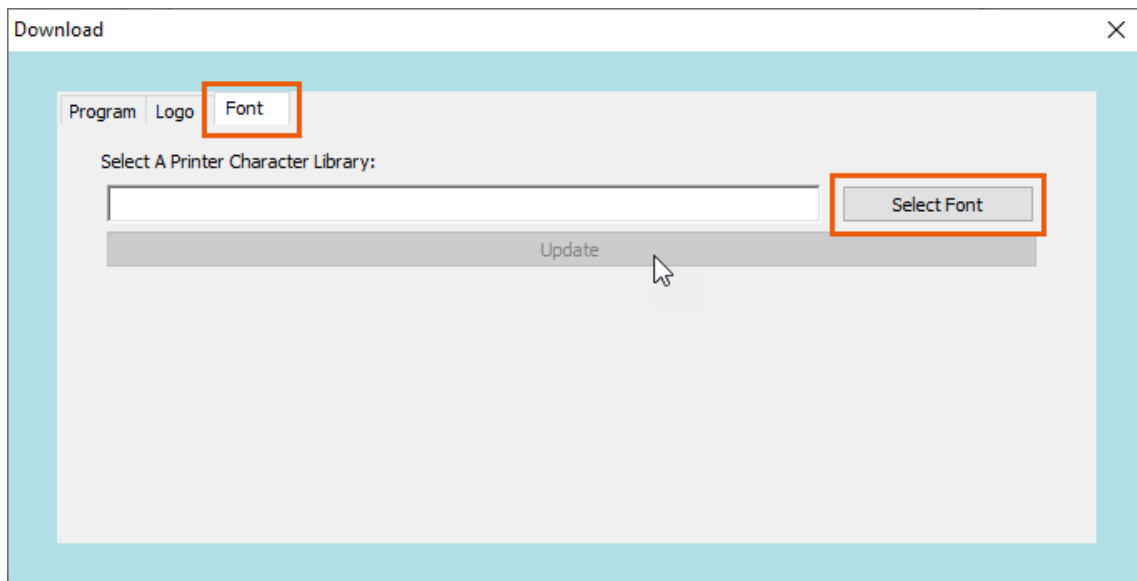 Download
Program Logo Font
Select A Printer Character Library:
Select Font
Update